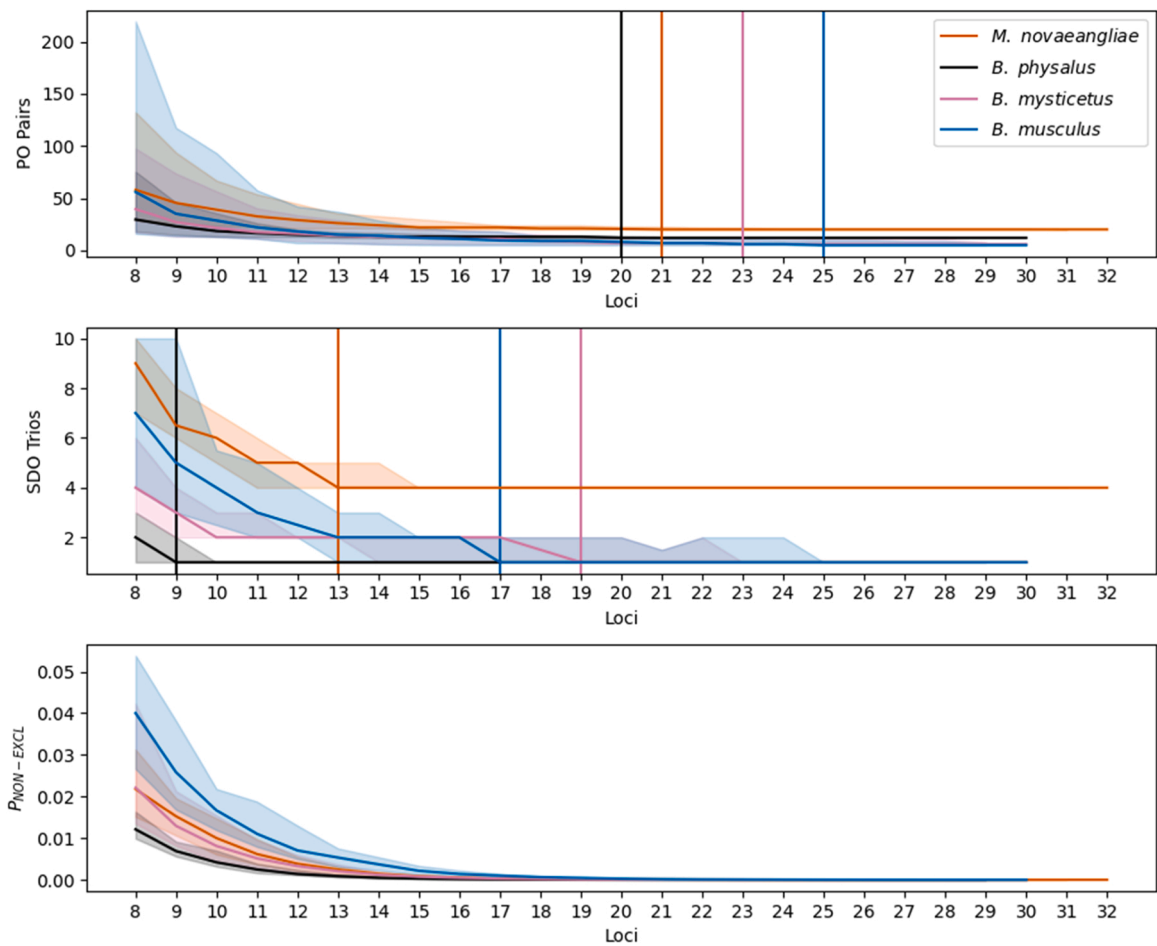 200
150
100
50
0
PO Pairs
M. novaeangliae
B. physalus
B. mysticetus
B. musculus
8 9 10 11 12 13 14 15 16 17 18 19 20 21 22 23 24 25 26 27 28 29 30 31 32
Loci
10
8
6
4
2
SDO Trios
8 9 10 11 12 13 14 15 16 17 18 19 20 21 22 23 24 25 26 27 28 29 30 31 32
Loci
0.05
0.04
0.03
0.02
0.01
0.00
P_NON−EXCL
8 9 10 11 12 13 14 15 16 17 18 19 20 21 22 23 24 25 26 27 28 29 30 31 32
Loci